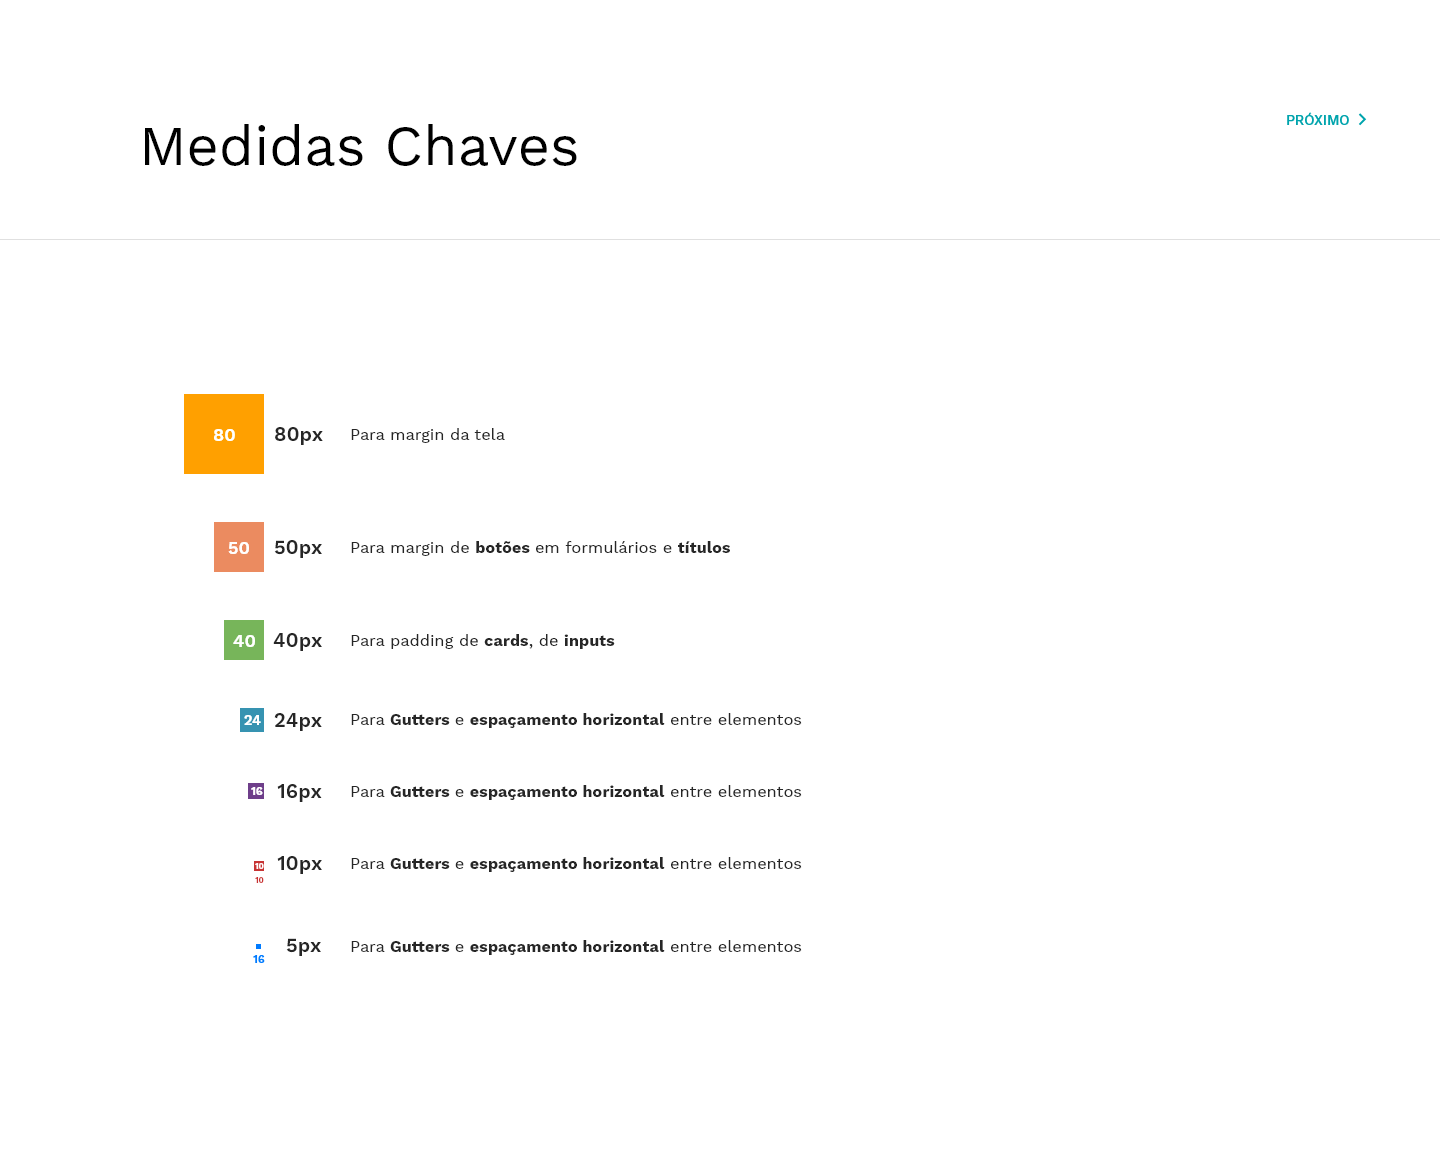 PRÓXIMO
Medidas Chaves
80 80px Para margin da tela
50 50px Para margin de botões em formulários e títulos
40 40px Para padding de cards, de inputs
24 24px Para Gutters e espaçamento horizontal entre elementos
16 16px Para Gutters e espaçamento horizontal entre elementos
10 10px Para Gutters e espaçamento horizontal entre elementos
10
5px Para Gutters e espaçamento horizontal entre elementos
16